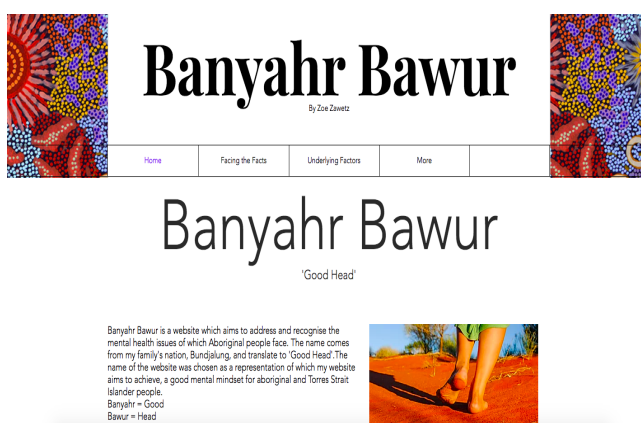 Banyahr Bawur
By Zoe Zawetz
Home Facing the Facts Underlying Factors More
Banyahr Bawur
'Good Head'
Banyahr Bawur is a website which aims to address and recognise the
mental health issues of which Aboriginal people face. The name comes
from my family's nation, Bundjalung, and translate to 'Good Head'.The
name of the website was chosen as a representation of which my website
aims to achieve, a good mental mindset for aboriginal and Torres Strait
Islander people.
Banyahr = Good
Bawur = Head